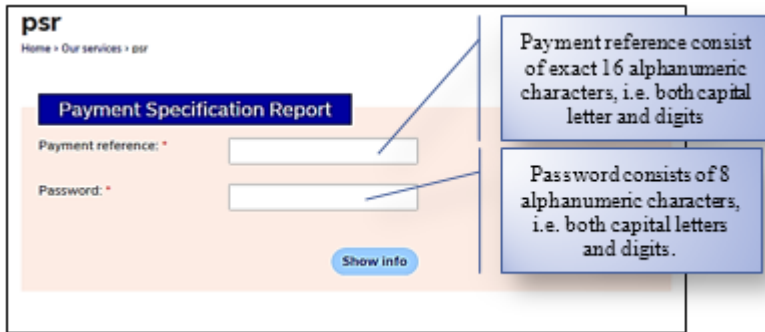 psr
Home > Our services > psr
Payment Specification Report
Payment reference: *
Password: *
Show info
Payment reference consist
of exact 16 alphanumeric
characters, i.e. both capital
letter and digits
Password consists of 8
alphanumeric characters,
i.e. both capital letters
and digits.